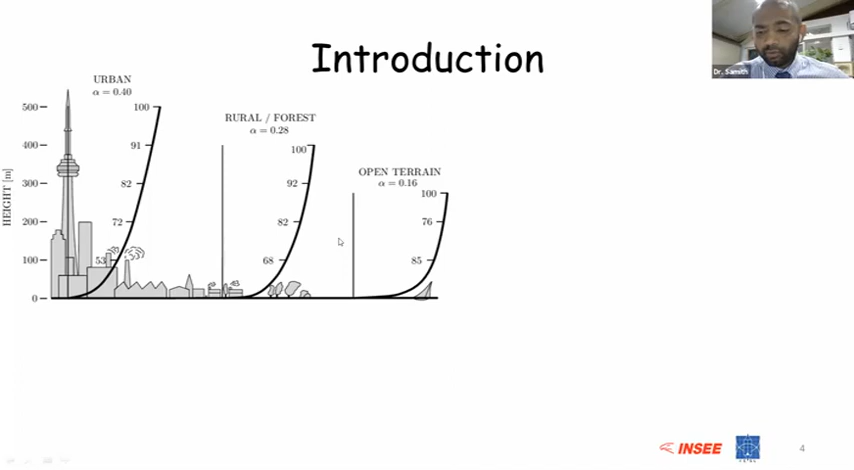 Introduction
Dr. Samith
URBAN
α = 0.40
RURAL / FOREST
α = 0.28
OPEN TERRAIN
α = 0.16
HEIGHT [m]
500
400
300
200
100
0
100
91
82
72
53
100
92
82
68
100
76
85
INSEE
4